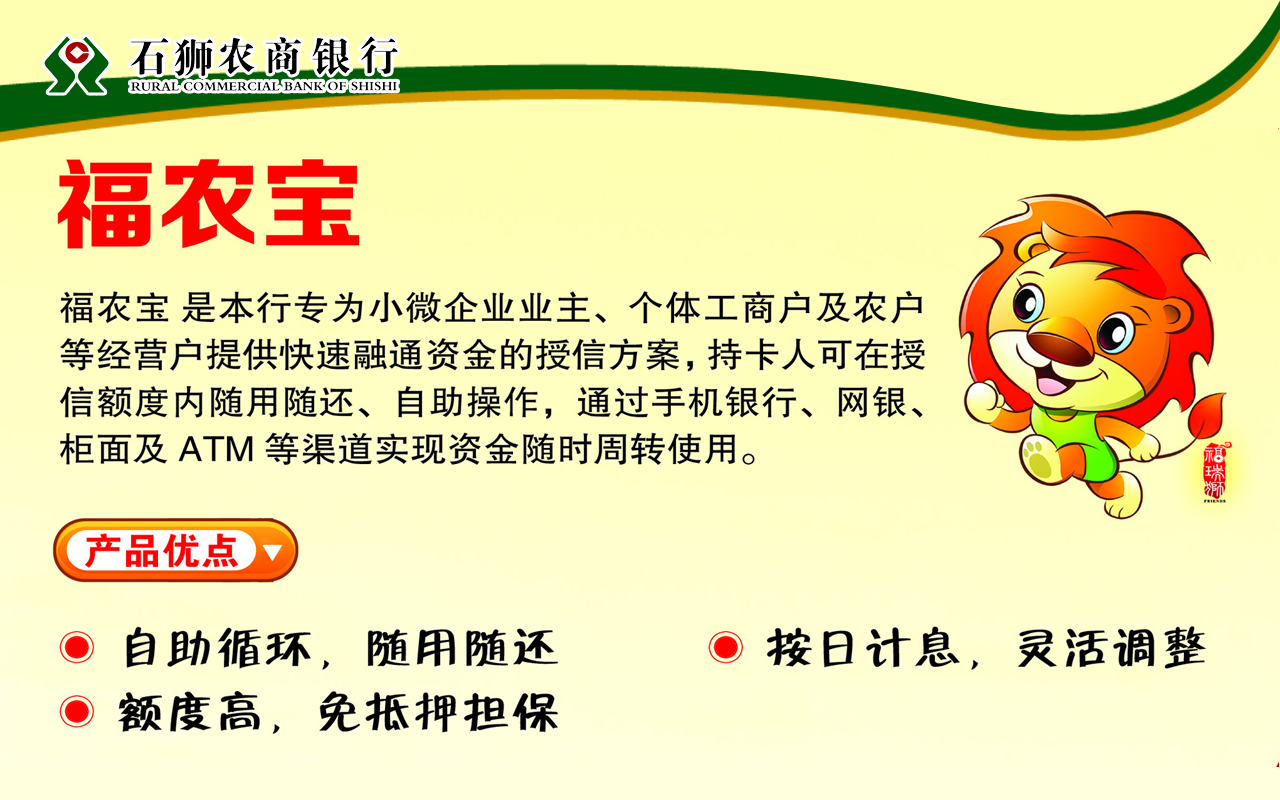 石狮农商银行
RURAL COMMERCIAL BANK OF SHISHI
福农宝
福农宝 是本行专为小微企业业主、个体工商户及农户
等经营户提供快速融通资金的授信方案，持卡人可在授
信额度内随用随还、自助操作，通过手机银行、网银、
柜面及 ATM 等渠道实现资金随时周转使用。
福瑞狮
FRIENDS
产品优点
自助循环，随用随还
按日计息，灵活调整
额度高，免抵押担保